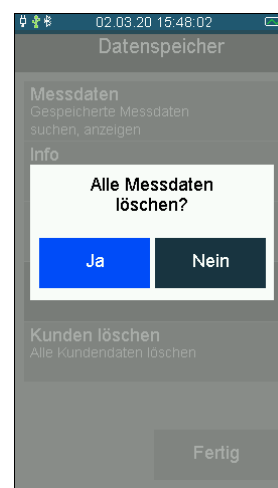 02.03.20 15:48:02
Datenspeicher
Messdaten
Gespeicherte Messdaten
suchen, anzeigen
Info
Alle Messdaten
löschen?
Ja
Nein
Kunden löschen
Alle Kundendaten löschen
Fertig